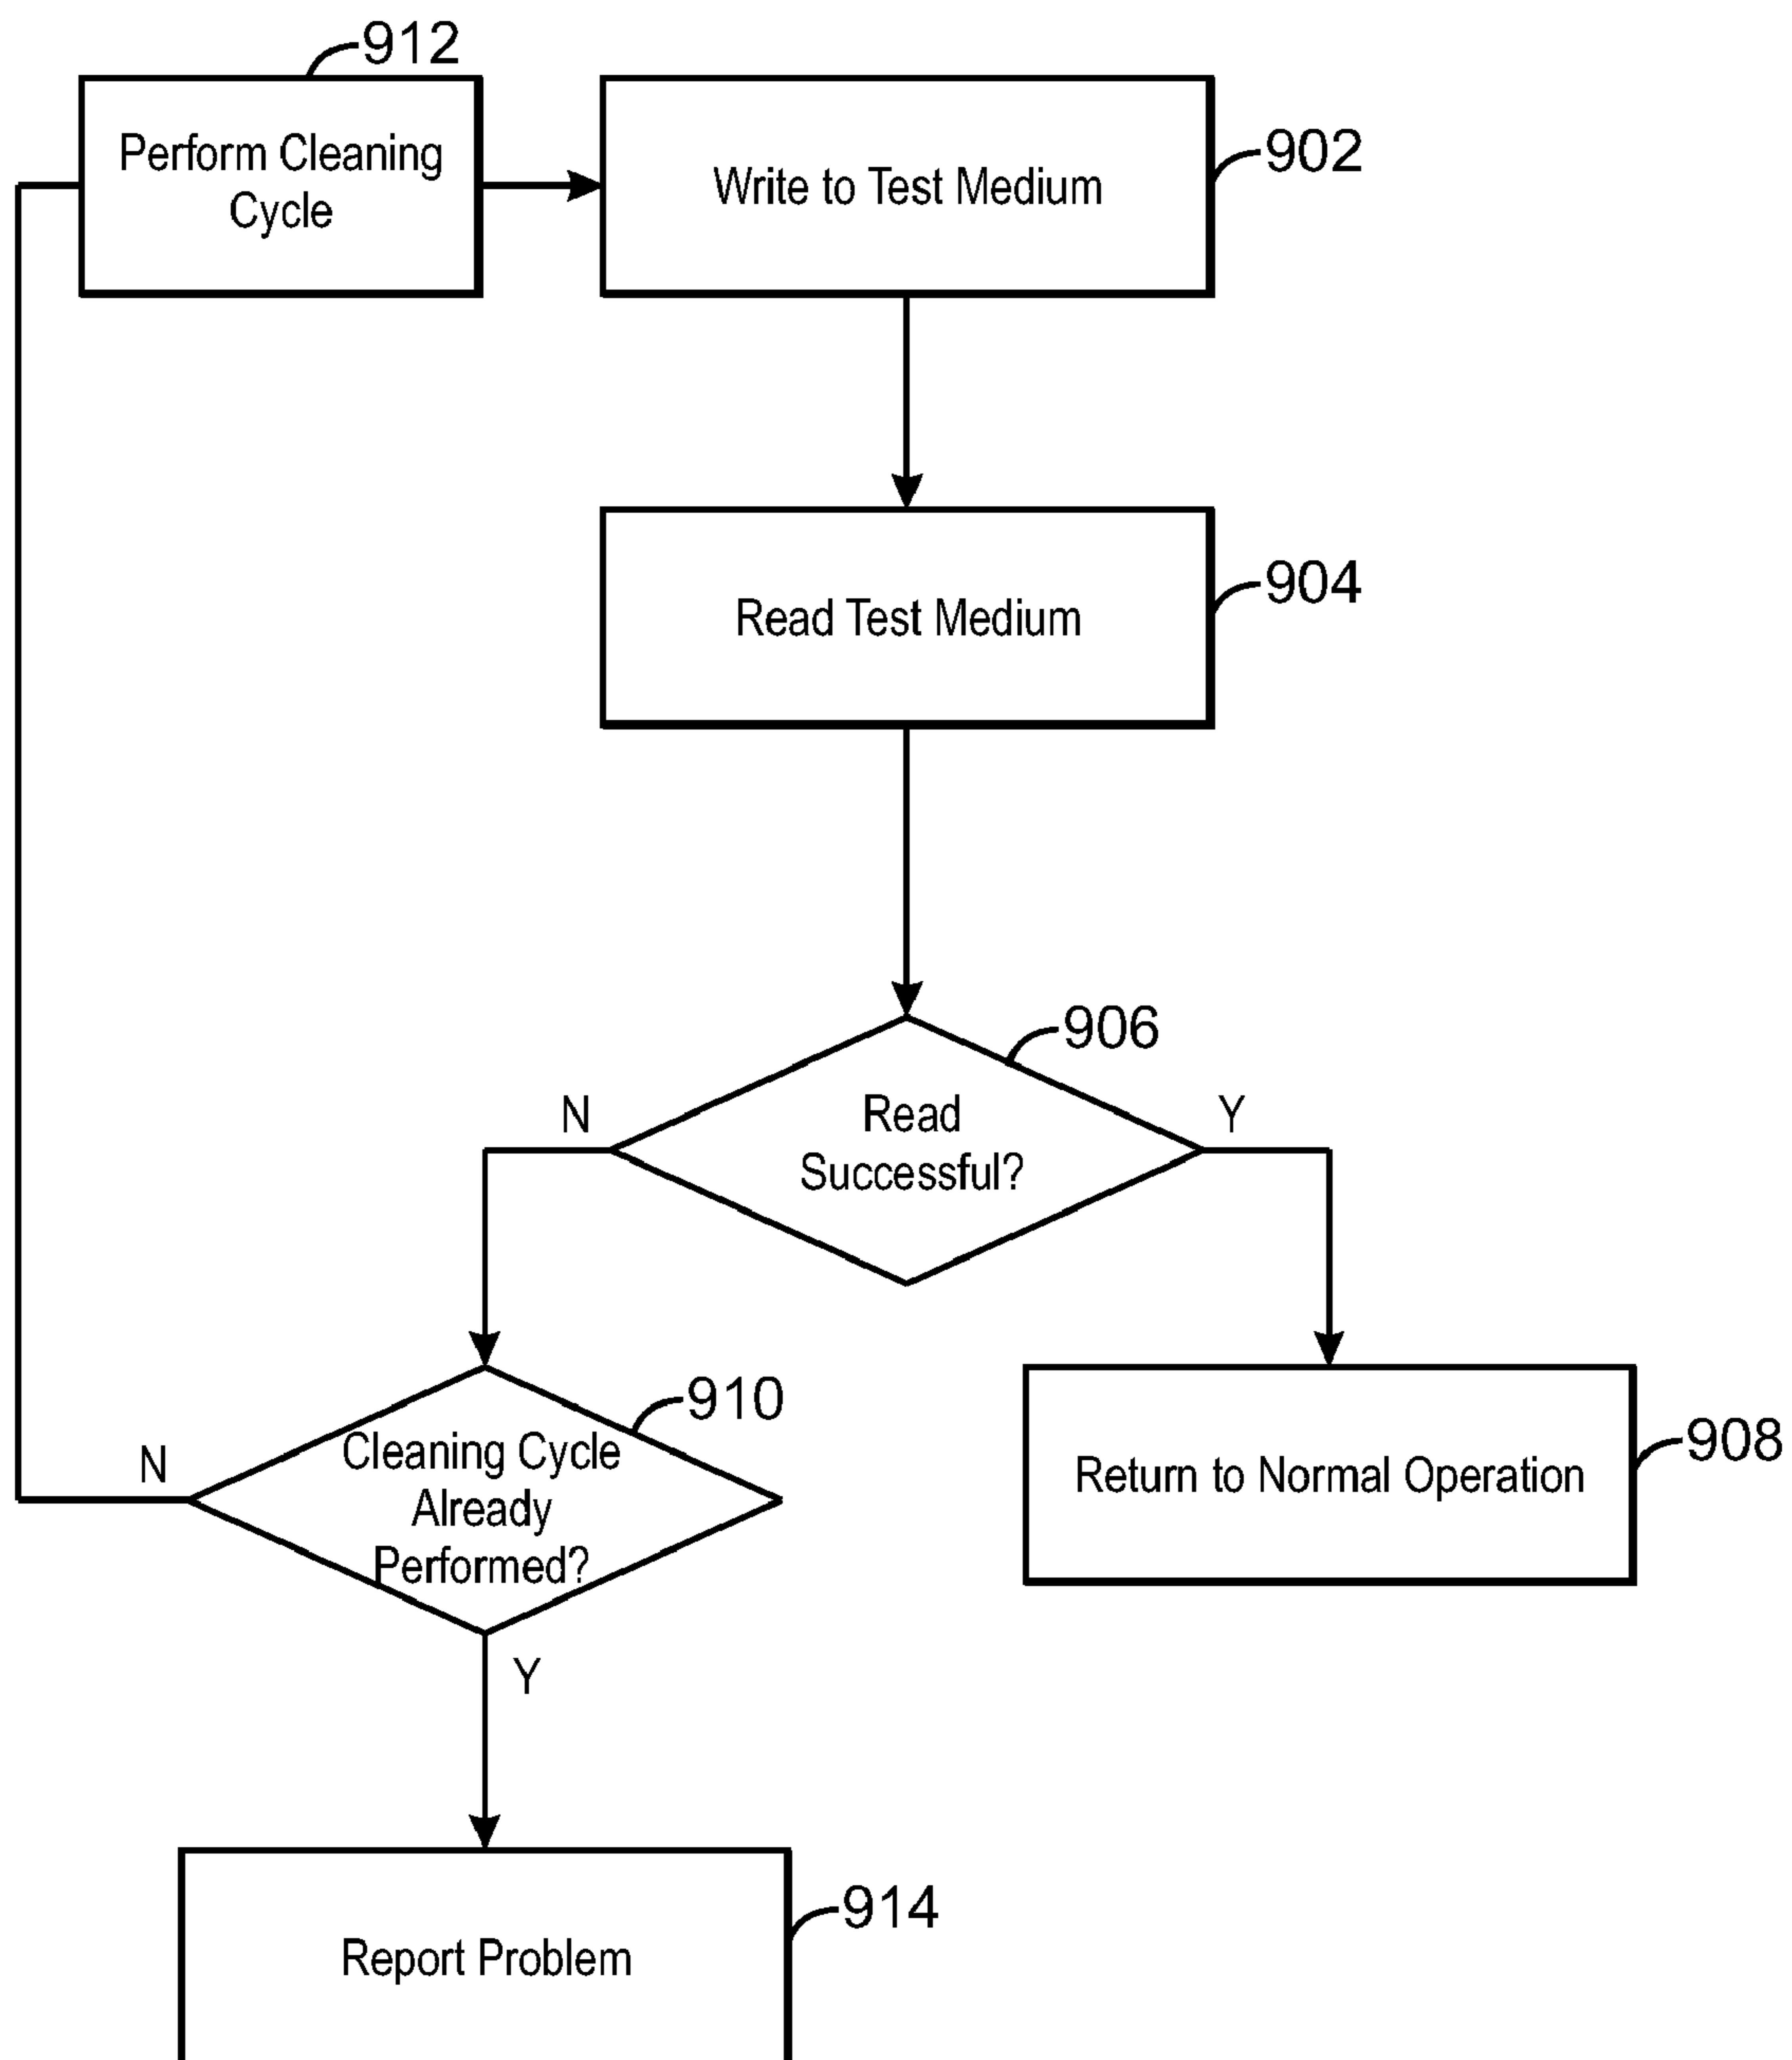 912
Perform Cleaning
Cycle
Write to Test Medium
902
Read Test Medium
904
906
Read
Successful?
N
Y
910
Cleaning Cycle
Already
Performed?
N
Y
Return to Normal Operation
908
Report Problem
914